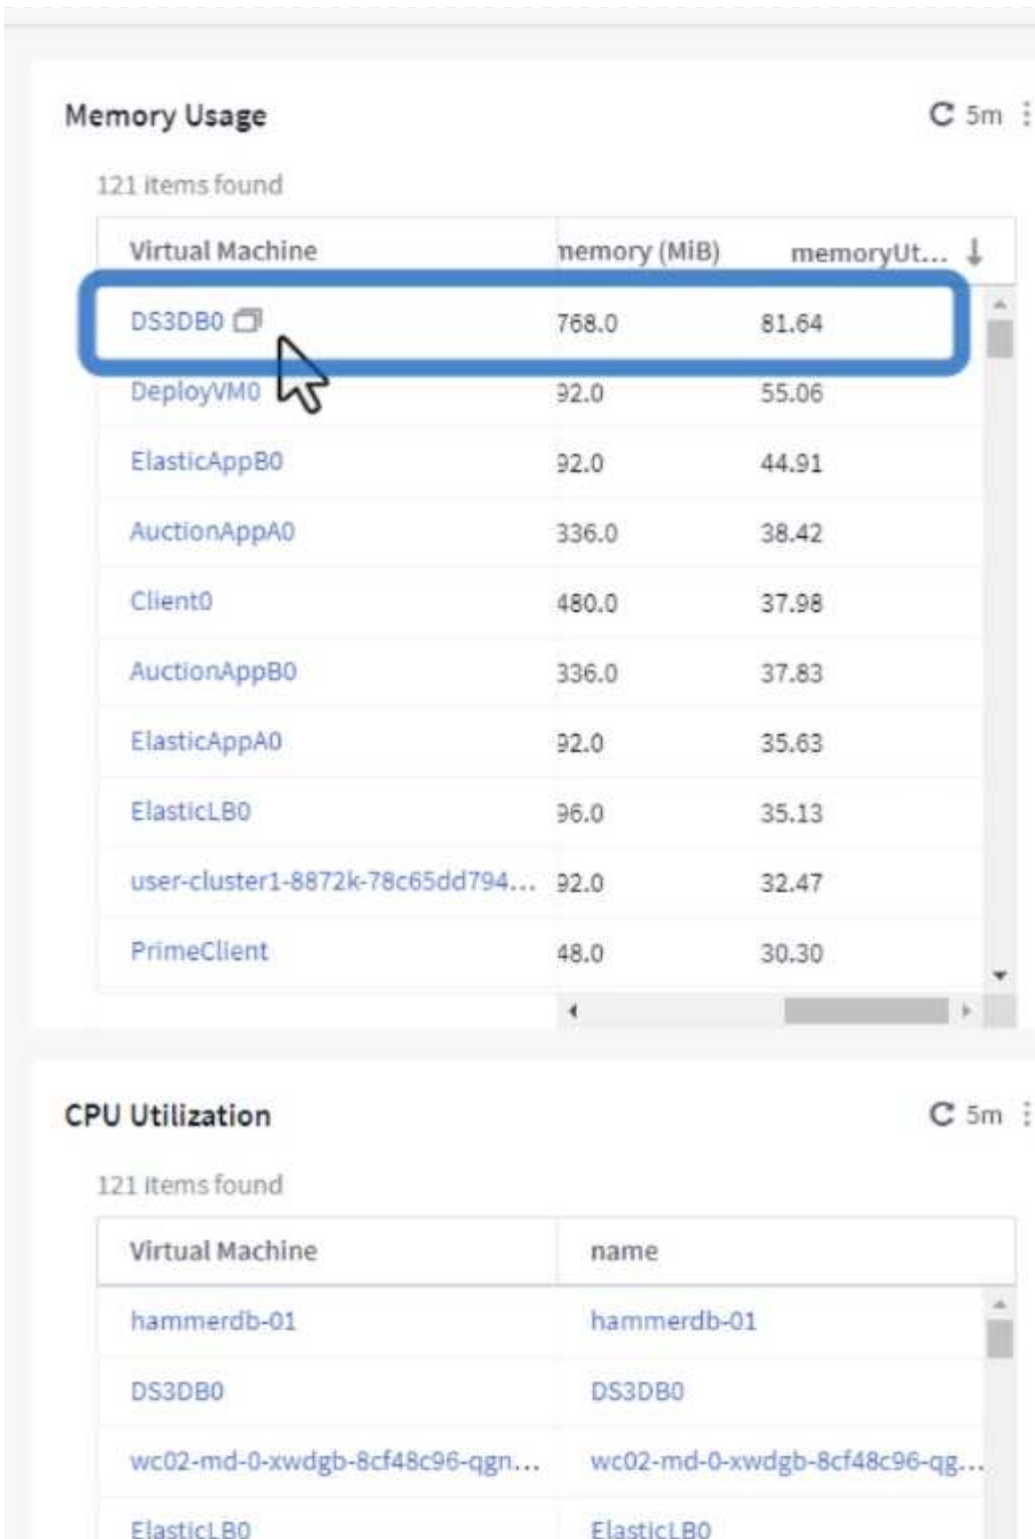 Memory Usage 5m
121 items found
Virtual Machine memory (MiB) memoryUt...
DS3DB0 768.0 81.64
DeployVM0 92.0 55.06
ElasticAppB0 92.0 44.91
AuctionAppA0 336.0 38.42
Client0 480.0 37.98
AuctionAppB0 336.0 37.83
ElasticAppA0 92.0 35.63
ElasticLB0 96.0 35.13
user-cluster1-8872k-78c65dd794... 92.0 32.47
PrimeClient 48.0 30.30
CPU Utilization 5m
121 items found
Virtual Machine name
hammerdb-01 hammerdb-01
DS3DB0 DS3DB0
wc02-md-0-xwdgb-8cf48c96-qgn... wc02-md-0-xwdgb-8cf48c96-qg...
ElasticLB0 ElasticLB0